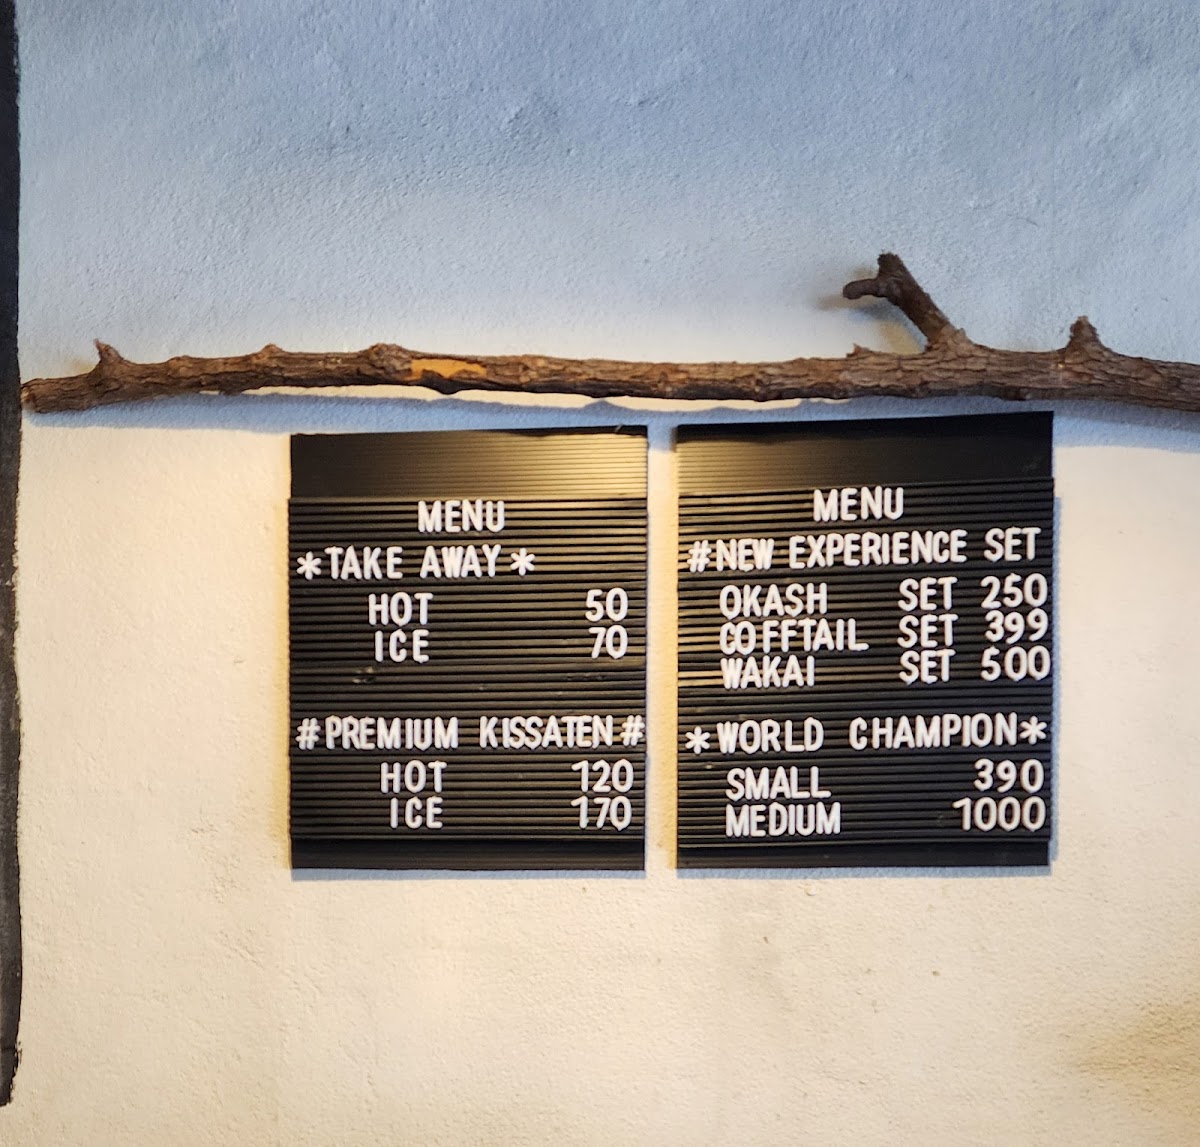 MENU
*TAKE AWAY*
HOT 50
ICE 70
#PREMIUM KISSATEN#
HOT 120
ICE 170
MENU
#NEW EXPERIENCE SET
OKASH SET 250
COFFTAIL SET 399
WAKAI SET 500
*WORLD CHAMPION*
SMALL 390
MEDIUM 1000